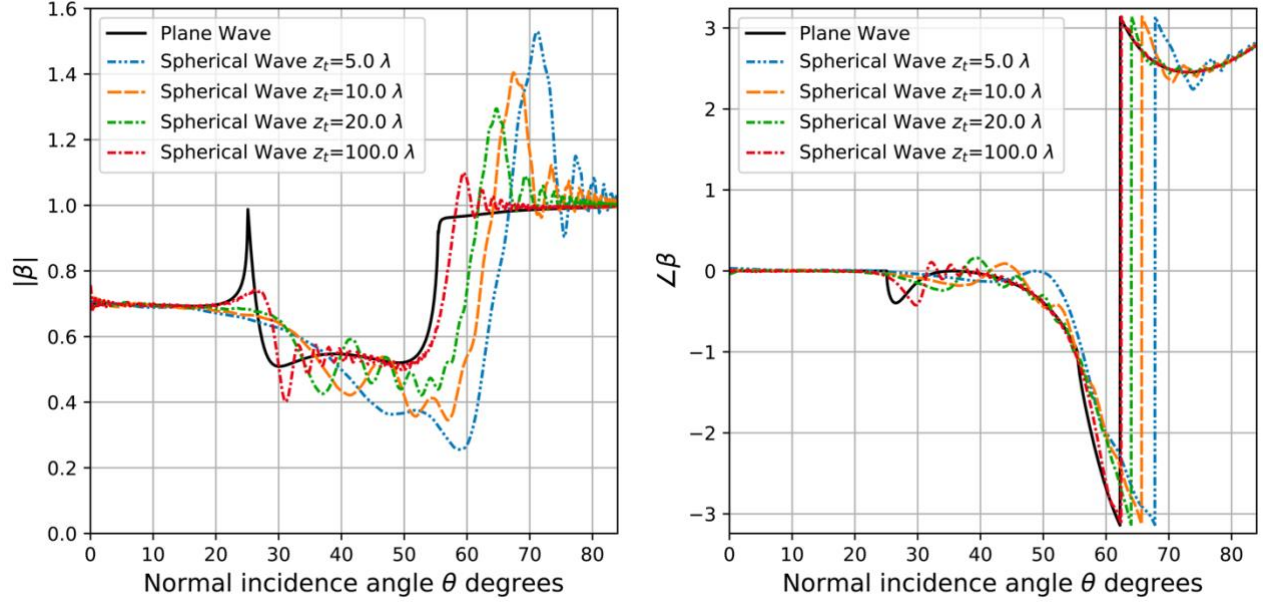 1.6
1.4
1.2
1.0
0.8
0.6
0.4
0.2
0.0
|β|
Plane Wave
Spherical Wave z_t=5.0 λ
Spherical Wave z_t=10.0 λ
Spherical Wave z_t=20.0 λ
Spherical Wave z_t=100.0 λ
0 10 20 30 40 50 60 70 80
Normal incidence angle θ degrees
3
2
1
0
−1
−2
−3
∠β
Plane Wave
Spherical Wave z_t=5.0 λ
Spherical Wave z_t=10.0 λ
Spherical Wave z_t=20.0 λ
Spherical Wave z_t=100.0 λ
0 10 20 30 40 50 60 70 80
Normal incidence angle θ degrees